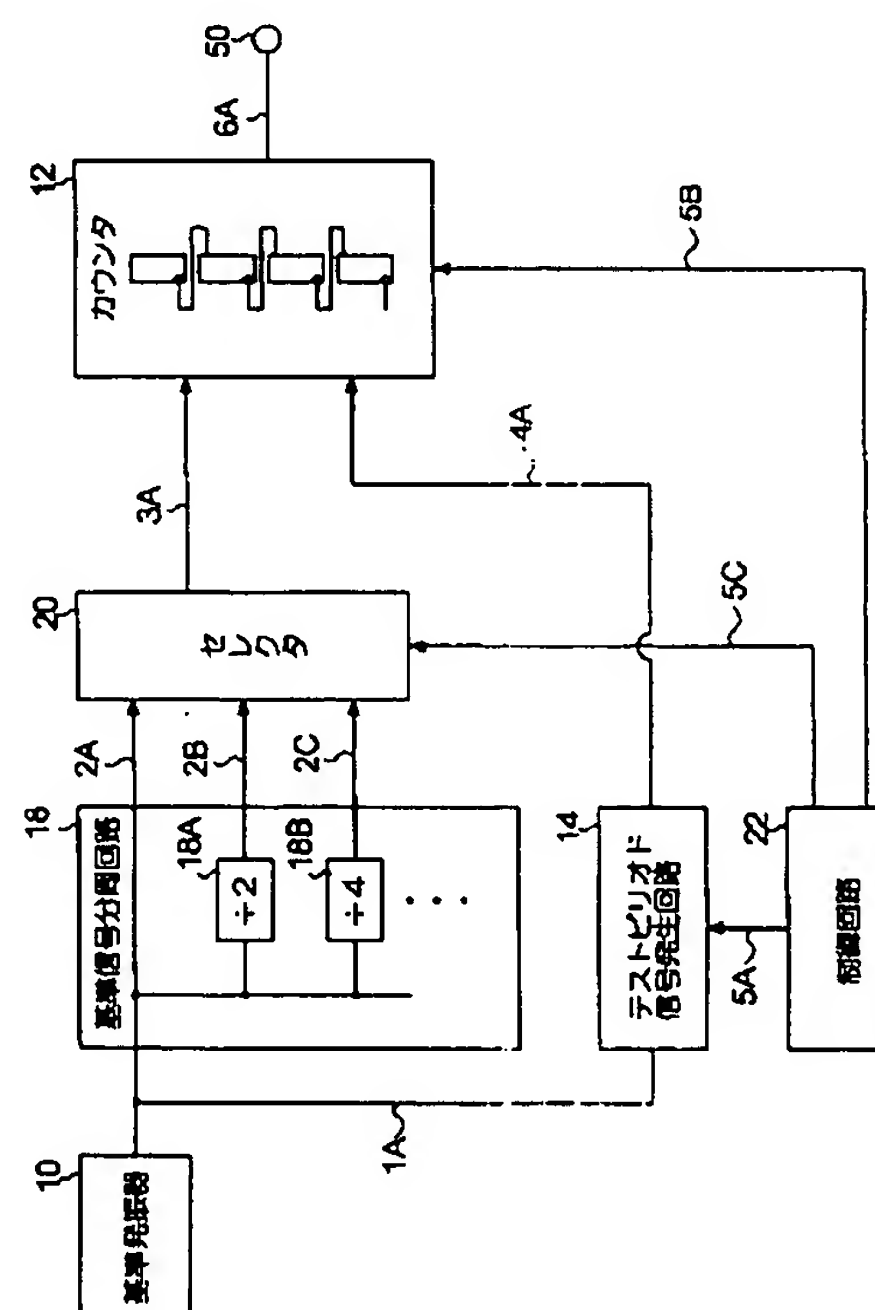 10
基準発振器
1A
18
基準信号分周回路
18A
÷2
18B
÷4
2A
2B
2C
20
セレクタ
3A
12
カウンタ
6A
50
14
テストピリオド
信号発生回路
4A
5A
22
制御回路
5C
5B